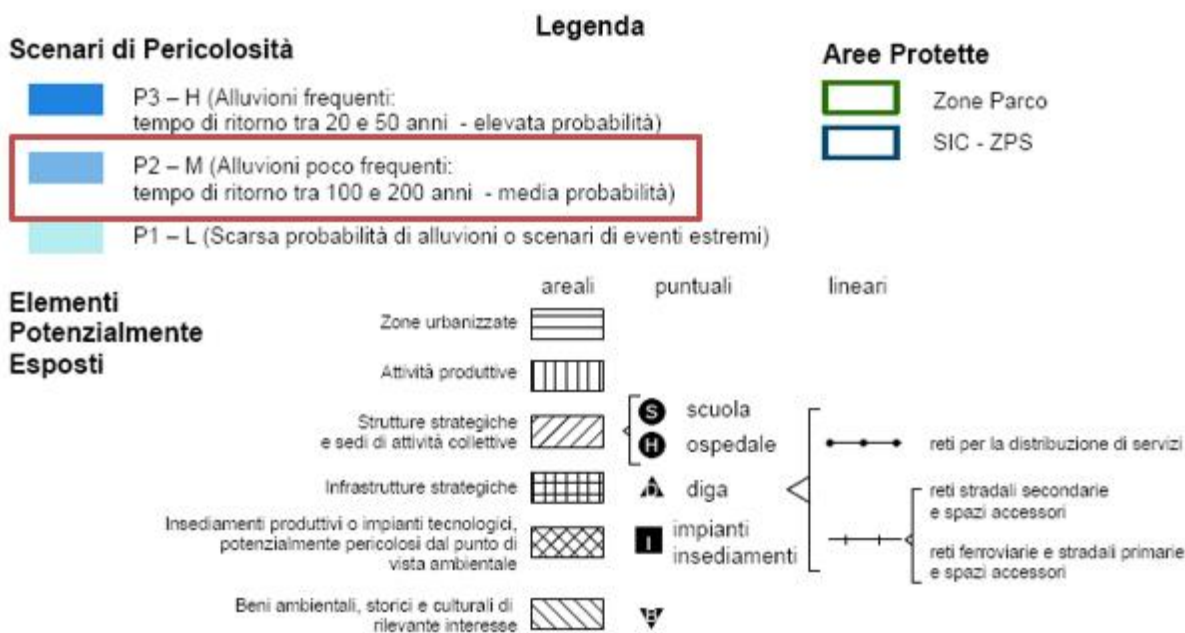 Legenda
Scenari di Pericolosità
P3 – H (Alluvioni frequenti:
tempo di ritorno tra 20 e 50 anni - elevata probabilità)
P2 – M (Alluvioni poco frequenti:
tempo di ritorno tra 100 e 200 anni - media probabilità)
P1 – L (Scarsa probabilità di alluvioni o scenari di eventi estremi)
Aree Protette
Zone Parco
SIC - ZPS
Elementi
Potenzialmente
Esposti
areali
puntuali
lineari
Zone urbanizzate
Attività produttive
Strutture strategiche
e sedi di attività collettive
S scuola
H ospedale
Infrastrutture strategiche
diga
Insediamenti produttivi o impianti tecnologici,
potenzialmente pericolosi dal punto di
vista ambientale
I impianti
insediamenti
Beni ambientali, storici e culturali di
rilevante interesse
reti per la distribuzione di servizi
reti stradali secondarie
e spazi accessori
reti ferroviarie e stradali primarie
e spazi accessori